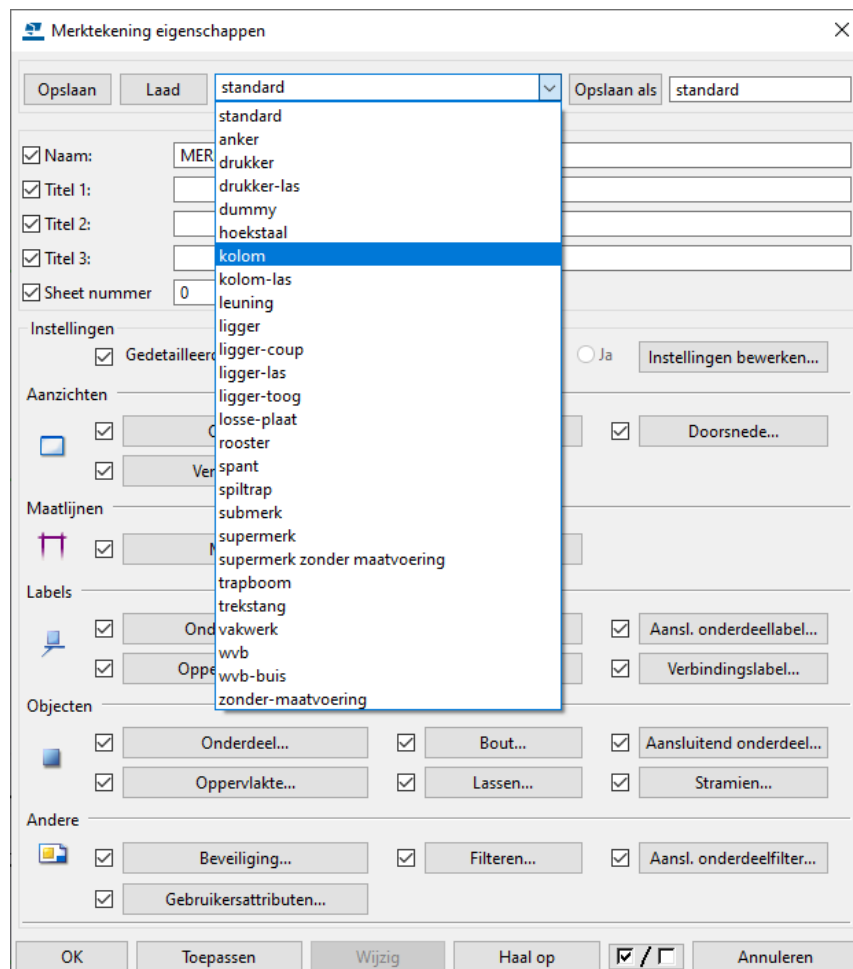 Merktekening eigenschappen
Opslaan Laad standard Opslaan als standard
standard
anker
Naam: MER drukker
Titel 1: drukker-las
Titel 2: dummy
hoekstaal
Titel 3: kolom
kolom-las
Sheet nummer 0 leuning
Instellingen ligger
Gedetailleerd ligger-coup Ja Instellingen bewerken...
ligger-las
Aanzichten ligger-toog
losse-plaat Doorsnede...
rooster
Ver spant
spiltrap
Maatlijnen submerk
supermerk
supermerk zonder maatvoering
Labels trapboom
trekstang
Ond vakwerk Aansl. onderdeellabel...
wvb
Oppe wvb-buis Verbindingslabel...
Objecten zonder-maatvoering
Onderdeel... Bout... Aansluitend onderdeel...
Oppervlakte... Lassen... Stramien...
Andere
Beveiliging... Filteren... Aansl. onderdeelfilter...
Gebruikersattributen...
OK Toepassen Wijzig Haal op / Annuleren